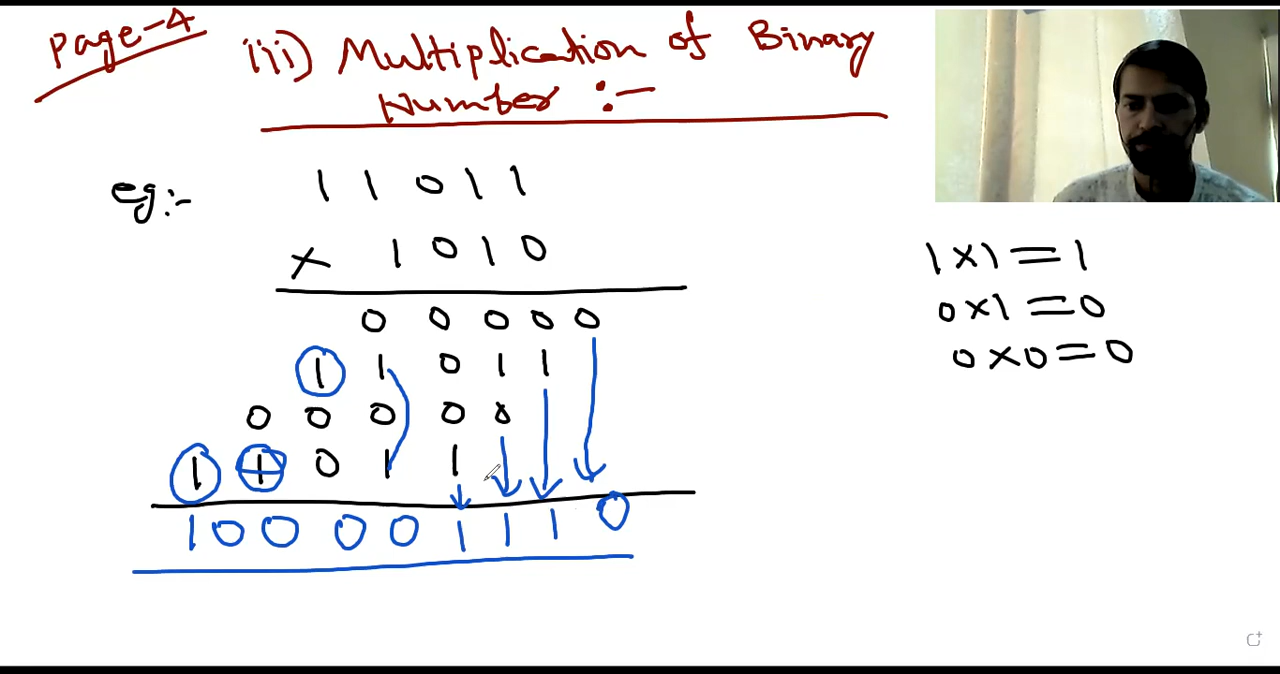 Page-4
iii) Multiplication of Binary
Number :-
eg:- 1 1 0 1 1
× 1 0 1 0
0 0 0 0 0
1 1 0 1 1
0 0 0 0 0
1 1 0 1 1
1 0 0 0 0 1 1 1 0
1 × 1 = 1
0 × 1 = 0
0 × 0 = 0